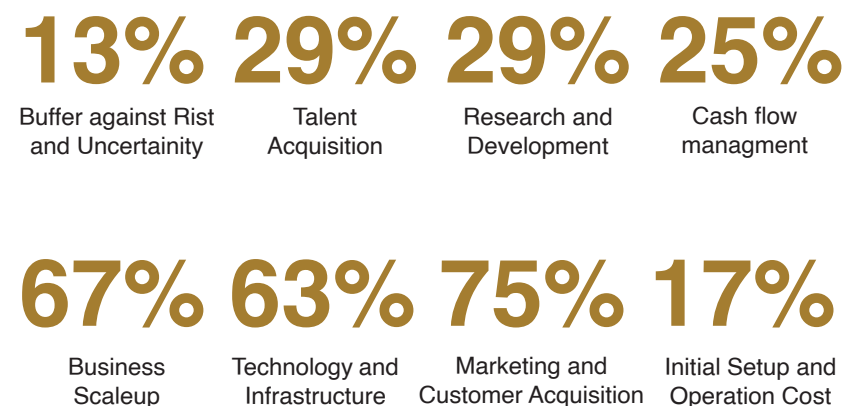 13% 29% 29% 25%
Buffer against Rist
and Uncertainity
Talent
Acquisition
Research and
Development
Cash flow
managment
67% 63% 75% 17%
Business
Scaleup
Technology and
Infrastructure
Marketing and
Customer Acquisition
Initial Setup and
Operation Cost